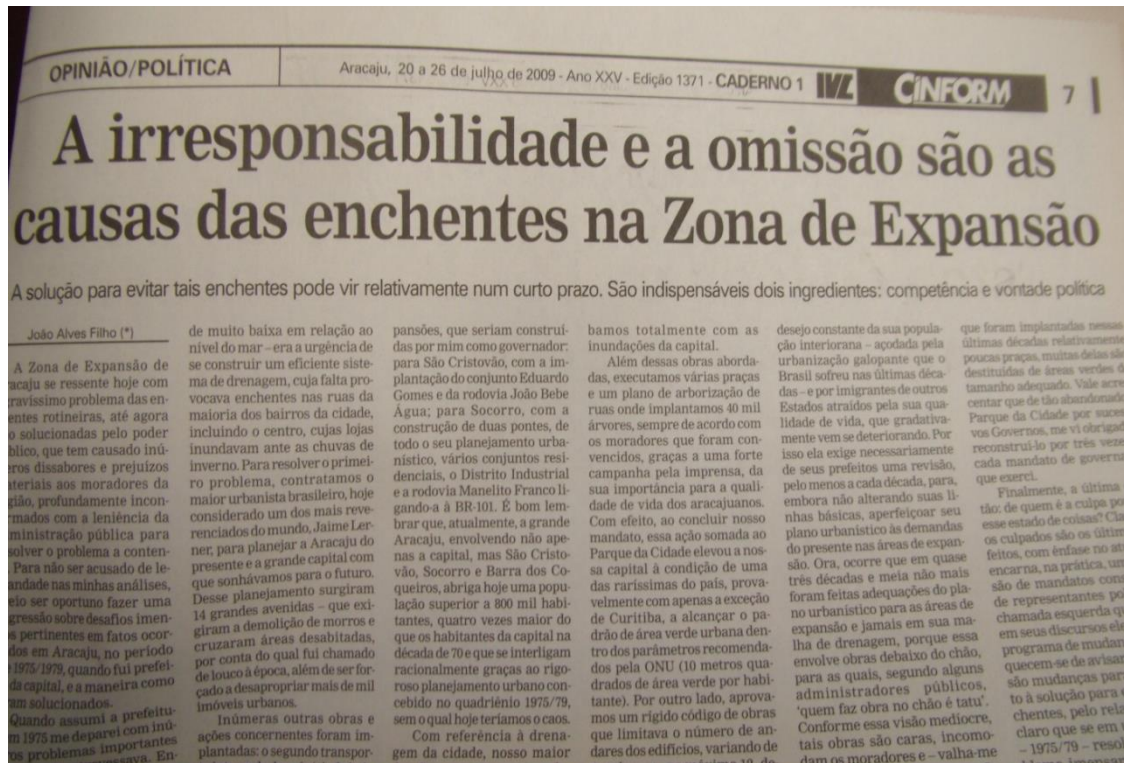 OPINIÃO/POLÍTICA
Aracaju, 20 a 26 de julho de 2009 - Ano XXV - Edição 1371 - CADERNO 1
CINFORM
7
A irresponsabilidade e a omissão são as
causas das enchentes na Zona de Expansão
A solução para evitar tais enchentes pode vir relativamente num curto prazo. São indispensáveis dois ingredientes: competência e vontade política
João Alves Filho (*)
A Zona de Expansão de
racaju se ressente hoje com
ravíssimo problema das en-
entes rotineiras, até agora
o solucionadas pelo poder
blico, que tem causado inú-
ros dissabores e prejuízos
teriais aos moradores da
gião, profundamente incon-
rmados com a leniência da
ministração pública para
solver o problema a conten-
. Para não ser acusado de le-
andade nas minhas análises,
eio ser oportuno fazer uma
gressão sobre desafios imen-
s pertinentes em fatos ocor-
dos em Aracaju, no período
e 1975/1979, quando fui prefei-
da capital, e a maneira como
am solucionados.
Quando assumi a prefeitu-
m 1975 me deparei com inú-
os problemas importantes
En-
de muito baixa em relação ao
nível do mar – era a urgência de
se construir um eficiente siste-
ma de drenagem, cuja falta pro-
vocava enchentes nas ruas da
maioria dos bairros da cidade,
incluindo o centro, cujas lojas
inundavam ante as chuvas de
inverno. Para resolver o primei-
ro problema, contratamos o
maior urbanista brasileiro, hoje
considerado um dos mais reve-
renciados do mundo, Jaime Ler-
ner, para planejar a Aracaju do
presente e a grande capital com
que sonhávamos para o futuro.
Desse planejamento surgiram
14 grandes avenidas – que exi-
giram a demolição de morros e
cruzaram áreas desabitadas,
por conta do qual fui chamado
de louco à época, além de ser for-
çado a desapropriar mais de mil
imóveis urbanos.
Inúmeras outras obras e
ações concernentes foram im-
plantadas: o segundo transpor-
pansões, que seriam construí-
das por mim como governador:
para São Cristovão, com a im-
plantação do conjunto Eduardo
Gomes e da rodovia João Bebe
Água; para Socorro, com a
construção de duas pontes, de
todo o seu planejamento urba-
nístico, vários conjuntos resi-
denciais, o Distrito Industrial
e a rodovia Manelito Franco li-
gando-a à BR-101. É bom lem-
brar que, atualmente, a grande
Aracaju, envolvendo não ape-
nas a capital, mas São Cristo-
vão, Socorro e Barra dos Co-
queiros, abriga hoje uma popu-
lação superior a 800 mil habi-
tantes, quatro vezes maior do
que os habitantes da capital na
década de 70 e que se interligam
racionalmente graças ao rigo-
roso planejamento urbano con-
cebido no quadriênio 1975/79,
sem o qual hoje teríamos o caos.
Com referência à drena-
gem da cidade, nosso maior
bamos totalmente com as
inundações da capital.
Além dessas obras aborda-
das, executamos várias praças
e um plano de arborização de
ruas onde implantamos 40 mil
árvores, sempre de acordo com
os moradores que foram con-
vencidos, graças a uma forte
campanha pela imprensa, da
sua importância para a quali-
dade de vida dos aracajuanos.
Com efeito, ao concluir nosso
mandato, essa ação somada ao
Parque da Cidade elevou a nos-
sa capital à condição de uma
das raríssimas do país, prova-
velmente com apenas a exceção
de Curitiba, a alcançar o pa-
drão de área verde urbana den-
tro dos parâmetros recomenda-
dos pela ONU (10 metros qua-
drados de área verde por habi-
tante). Por outro lado, aprova-
mos um rígido código de obras
que limitava o número de an-
dares dos edifícios, variando de
desejo constante da sua popula-
ção interiorana – açodada pela
urbanização galopante que o
Brasil sofreu nas últimas déca-
das – e por imigrantes de outros
Estados atraídos pela sua qua-
lidade de vida, que gradativa-
mente vem se deteriorando. Por
isso ela exige necessariamente
de seus prefeitos uma revisão,
pelo menos a cada década, para,
embora não alterando suas li-
nhas básicas, aperfeiçoar seu
plano urbanístico às demandas
do presente nas áreas de expan-
são. Ora, ocorre que em quase
três décadas e meia não mais
foram feitas adequações do pla-
no urbanístico para as áreas de
expansão e jamais em sua ma-
lha de drenagem, porque essa
envolve obras debaixo do chão,
para as quais, segundo alguns
administradores públicos,
'quem faz obra no chão é tatu'.
Conforme essa visão medíocre,
tais obras são caras, incomo-
dam os moradores e – valha-me
que foram implantadas nessas
últimas décadas relativamente
poucas praças, muitas delas são
destituídas de áreas verdes d
tamanho adequado. Vale acre
centar que de tão abandonado
Parque da Cidade por suces
vos Governos, me vi obrigad
reconstruí-lo por três vezes
cada mandato de governa
que exerci.
Finalmente, a última
tão: de quem é a culpa po
esse estado de coisas? Cla
os culpados são os últim
feitos, com ênfase no at
encarna, na prática, um
são de mandatos cons
de representantes po
chamada esquerda qu
em seus discursos ele
programa de mudan
quecem-se de avisar
são mudanças par
to à solução para e
chentes, pelo rela
claro que se em
– 1975/79 – resol